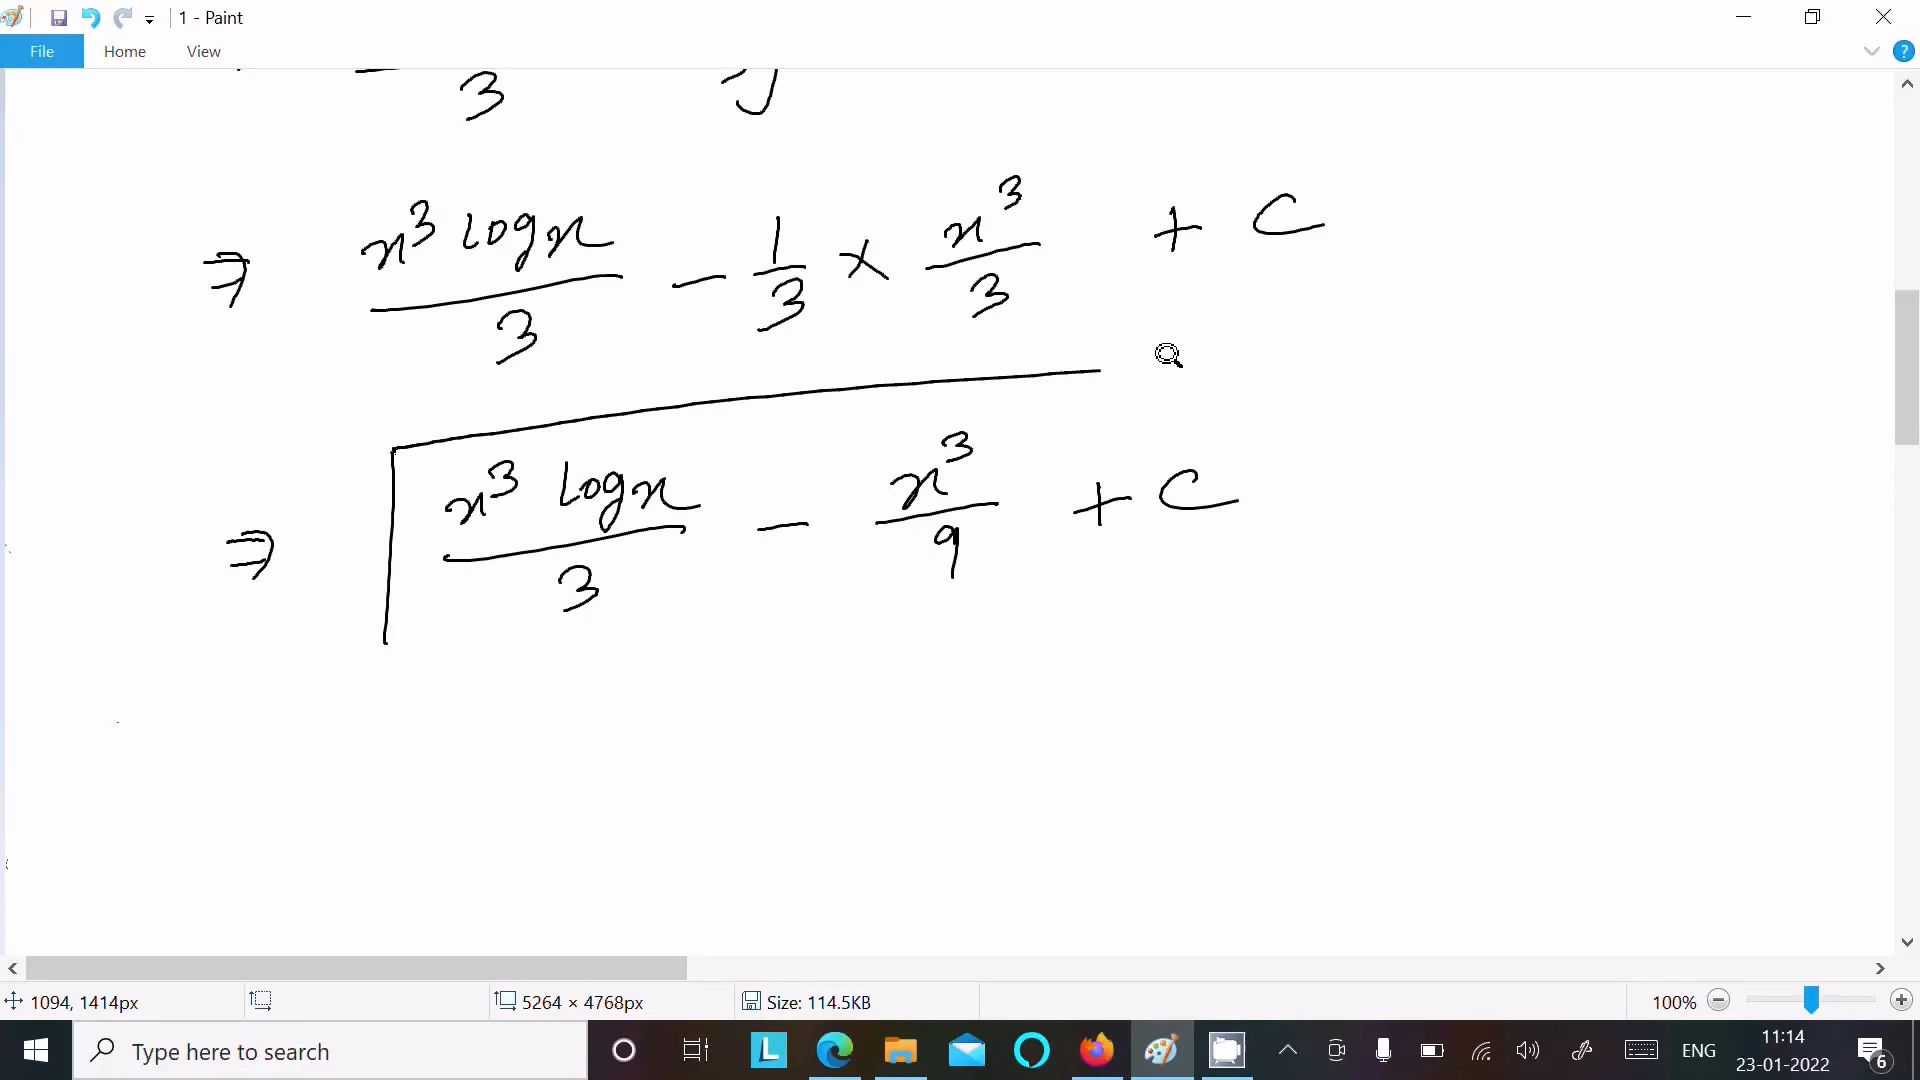 1 - Paint
File Home View
3
⇒ x³ log x / 3 - 1/3 × x³/3 + C
⇒ x³ log x / 3 - x³/9 + C
1094, 1414px 5264 × 4768px Size: 114.5KB 100%
Type here to search L ENG 11:14
23-01-2022 6